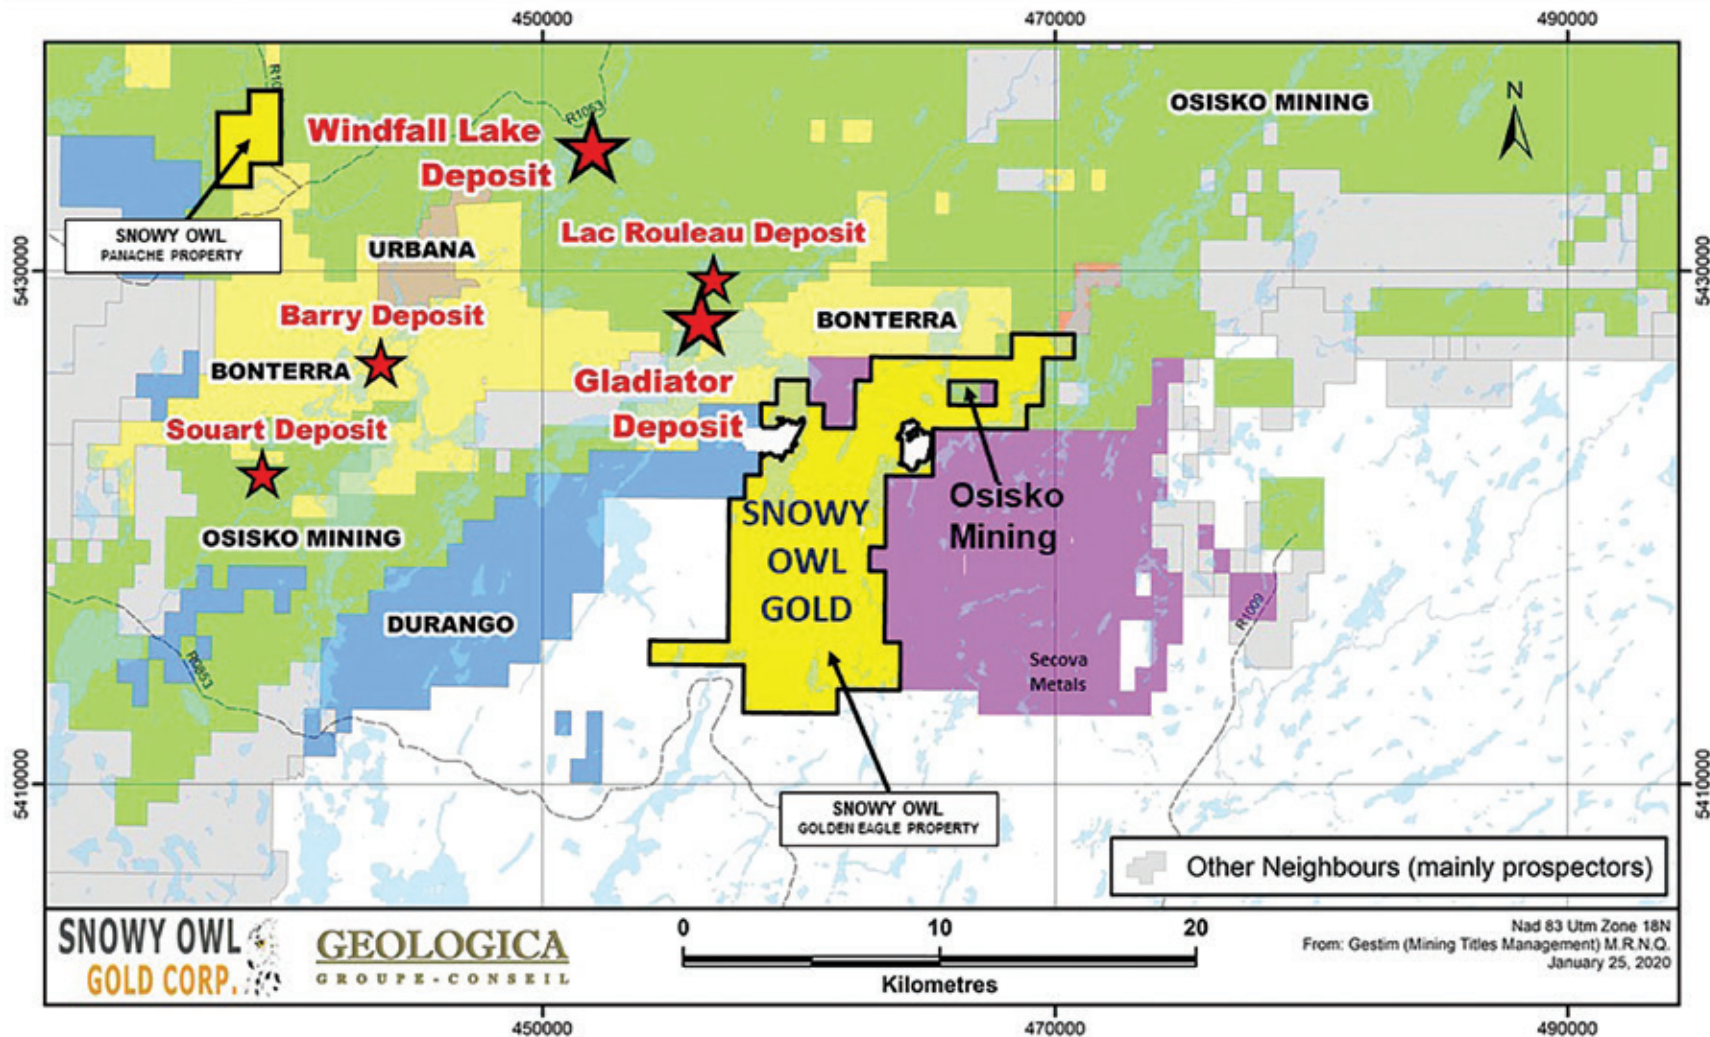 450000
470000
490000
OSISKO MINING
N
R1053
Windfall Lake
Deposit
SNOWY OWL
PANACHE PROPERTY
URBANA
Lac Rouleau Deposit
5430000
5430000
Barry Deposit
BONTERRA
BONTERRA
Gladiator
Deposit
Souart Deposit
OSISKO MINING
SNOWY
OWL
GOLD
Osisko
Mining
DURANGO
R1009
Secova
Metals
R0853
5410000
5410000
SNOWY OWL
GOLDEN EAGLE PROPERTY
Other Neighbours (mainly prospectors)
SNOWY OWL
GOLD CORP.
GEOLOGICA
GROUPE-CONSEIL
0 10 20
Kilometres
Nad 83 Utm Zone 18N
From: Gestim (Mining Titles Management) M.R.N.Q.
January 25, 2020
450000
470000
490000